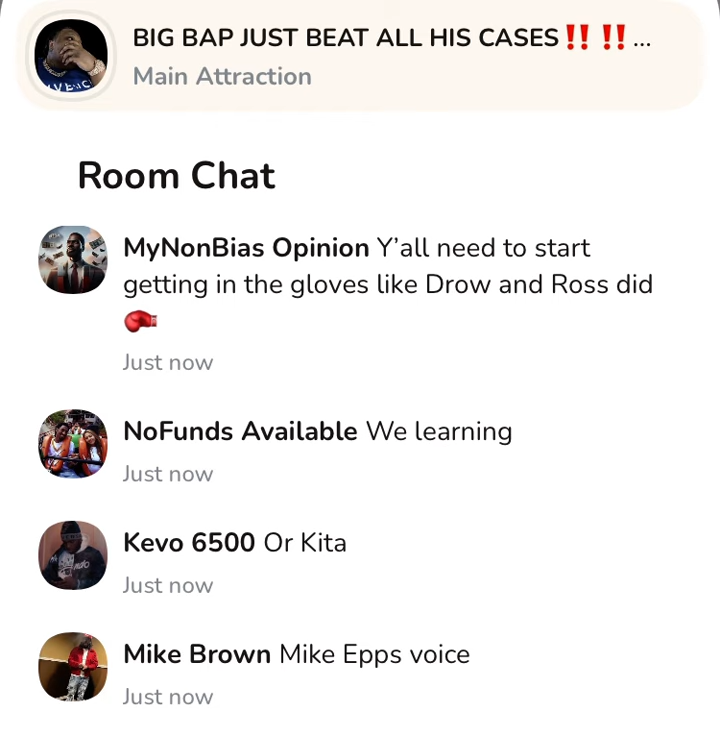 BIG BAP JUST BEAT ALL HIS CASES‼️ ‼️...
Main Attraction
Room Chat
MyNonBias Opinion Y’all need to start
getting in the gloves like Drow and Ross did
🥊
Just now
NoFunds Available We learning
Just now
Kevo 6500 Or Kita
Just now
Mike Brown Mike Epps voice
Just now